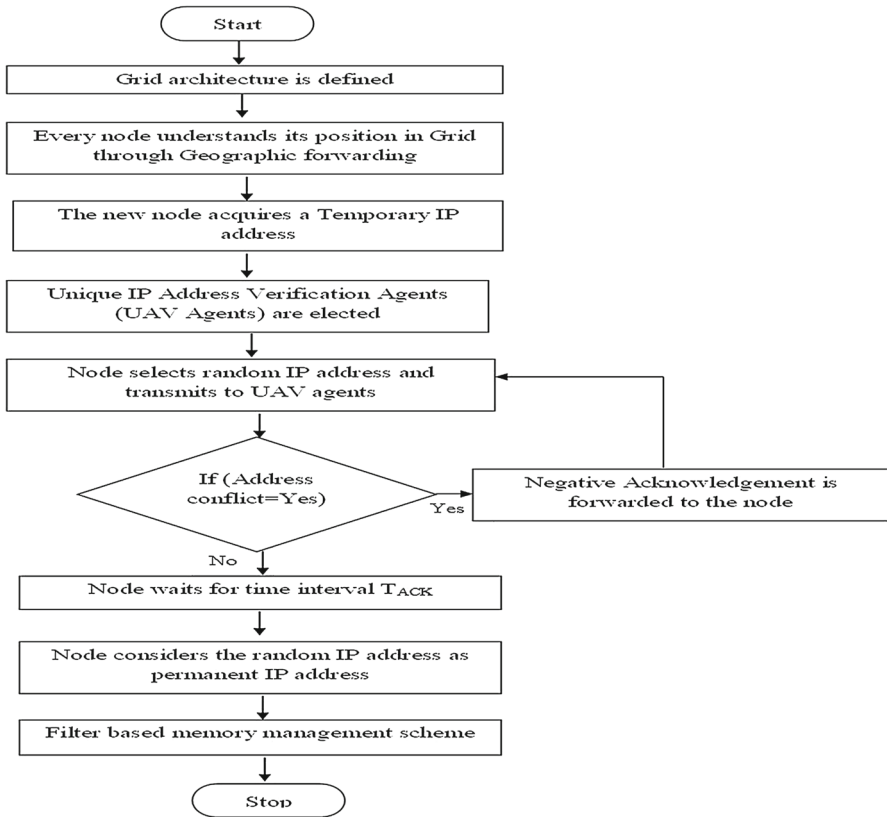 Start
Grid architecture is defined
Every node understands its position in Grid
through Geographic forwarding
The new node acquires a Temporary IP
address
Unique IP Address Verification Agents
(UAV Agents) are elected
Node selects random IP address and
transmits to UAV agents
If (Address
conflict=Yes)
Yes
Negative Acknowledgement is
forwarded to the node
No
Node waits for time interval TACK
Node considers the random IP address as
permanent IP address
Filter based memory management scheme
Stop